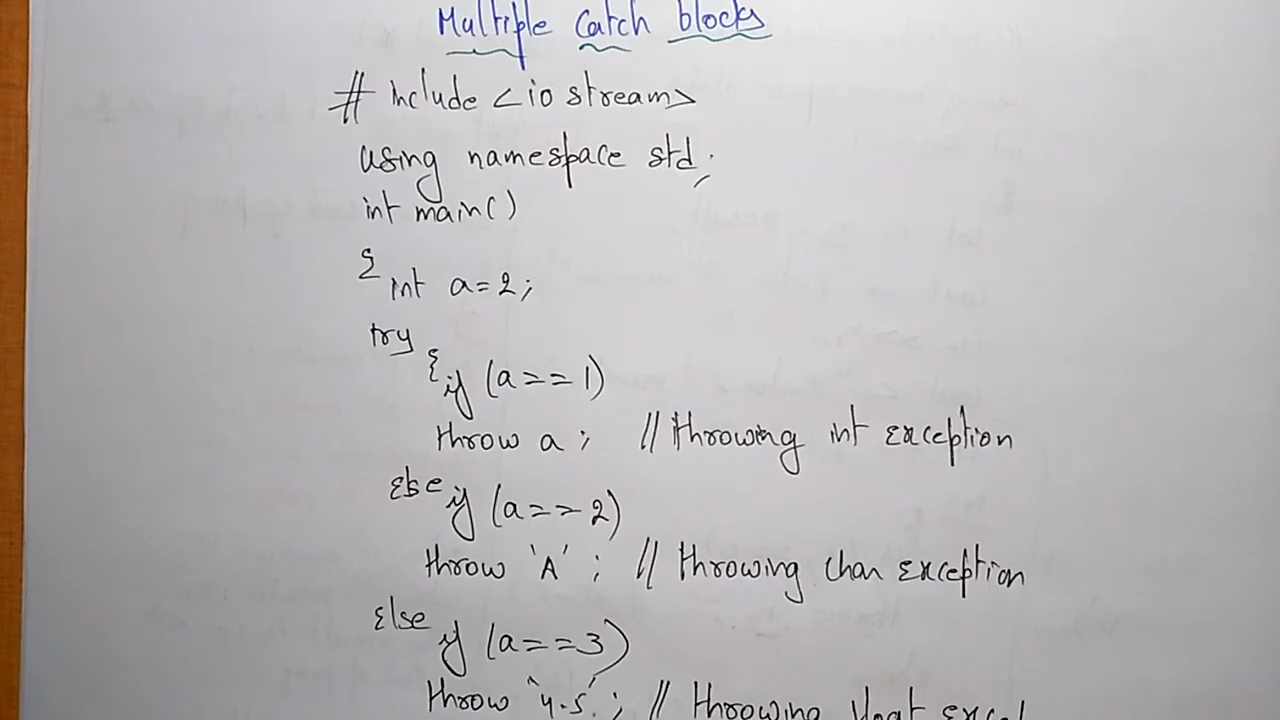 Multiple Catch blocks
# Include <iostream>
using namespace std;
int main()
{ int a=2;
try
{ if (a==1)
throw a; // throwing int exception
Else if (a==2)
throw 'A'; // throwing char exception
Else if (a==3)
throw '4.5'; // throwing float